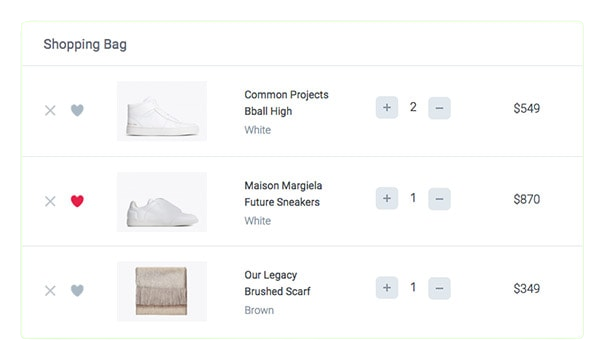 Shopping Bag
Common Projects
Bball High
White
+ 2 −
$549
Maison Margiela
Future Sneakers
White
+ 1 −
$870
Our Legacy
Brushed Scarf
Brown
+ 1 −
$349